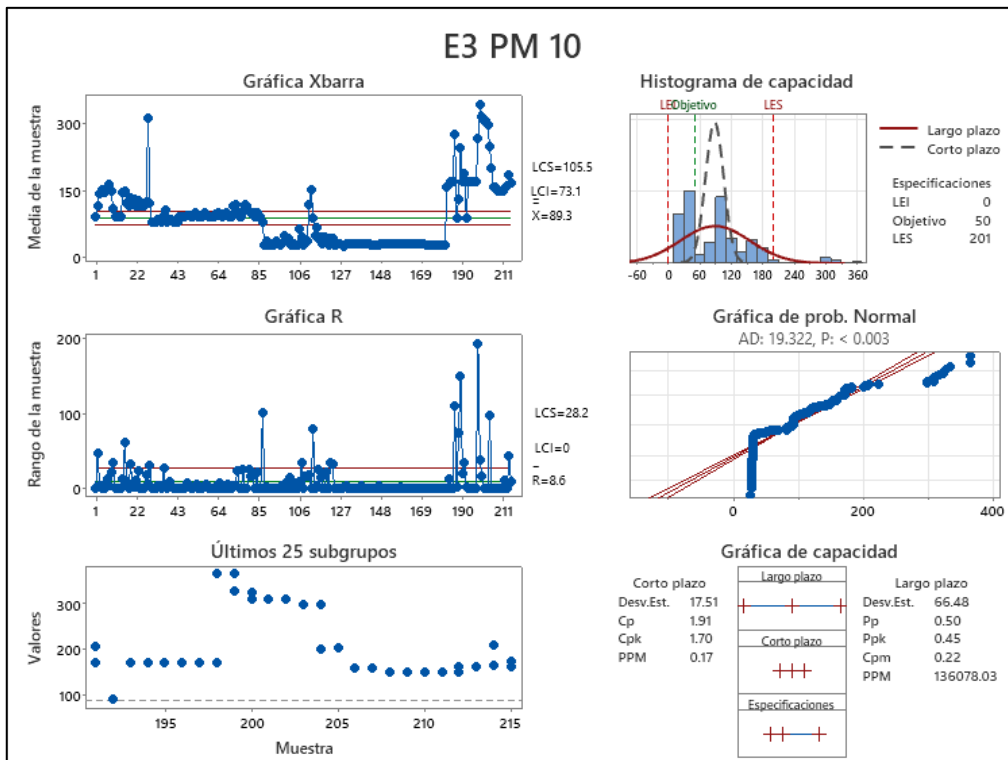 E3 PM 10
Gráfica Xbarra
Media de la muestra
300
150
0
1 22 43 64 85 106 127 148 169 190 211
LCS=105.5
LCI=73.1
=
X=89.3
Histograma de capacidad
LEI Objetivo LES
-60 0 60 120 180 240 300 360
Largo plazo
Corto plazo
Especificaciones
LEI 0
Objetivo 50
LES 201
Gráfica R
Rango de la muestra
200
100
0
1 22 43 64 85 106 127 148 169 190 211
LCS=28.2
LCI=0
_
R=8.6
Gráfica de prob. Normal
AD: 19.322, P: < 0.003
0 200 400
Últimos 25 subgrupos
Valores
300
200
100
195 200 205 210 215
Muestra
Gráfica de capacidad
Corto plazo
Desv.Est. 17.51
Cp 1.91
Cpk 1.70
PPM 0.17
Largo plazo
Corto plazo
Especificaciones
Largo plazo
Desv.Est. 66.48
Pp 0.50
Ppk 0.45
Cpm 0.22
PPM 136078.03